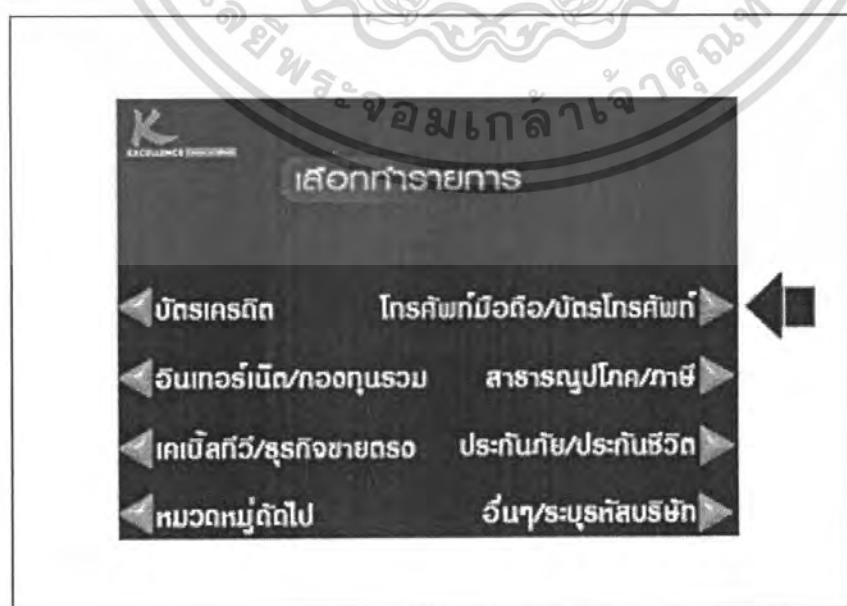 พระจอมเกล้าเจ้าคุณ
K
EXCELLENCE
เลือกทำรายการ
บัตรเครดิต โทรศัพท์มือถือ/บัตรโทรศัพท์
อินเทอร์เน็ต/กองทุนรวม สาธารณูปโภค/ภาษี
เคเบิ้ลทีวี/ธุรกิจขายตรง ประกันภัย/ประกันชีวิต
หมวดหมู่ถัดไป อื่นๆ/ระบุรหัสบริษัท